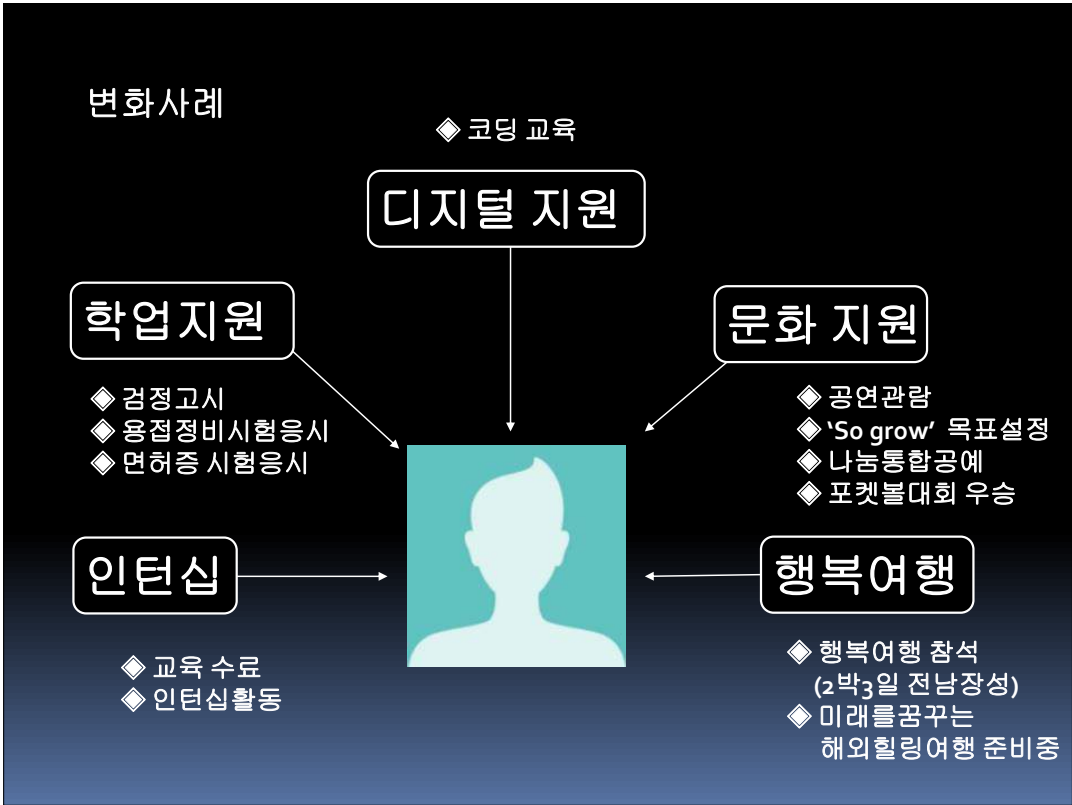 변화사례
◈ 코딩 교육
디지털 지원
학업지원
◈ 검정고시
◈ 용접정비시험응시
◈ 면허증 시험응시
문화 지원
◈ 공연관람
◈ ‘So grow’ 목표설정
◈ 나눔통합공예
◈ 포켓볼대회 우승
인턴십
◈ 교육 수료
◈ 인턴십활동
행복여행
◈ 행복여행 참석
(2박3일 전남장성)
◈ 미래를꿈꾸는
해외힐링여행 준비중